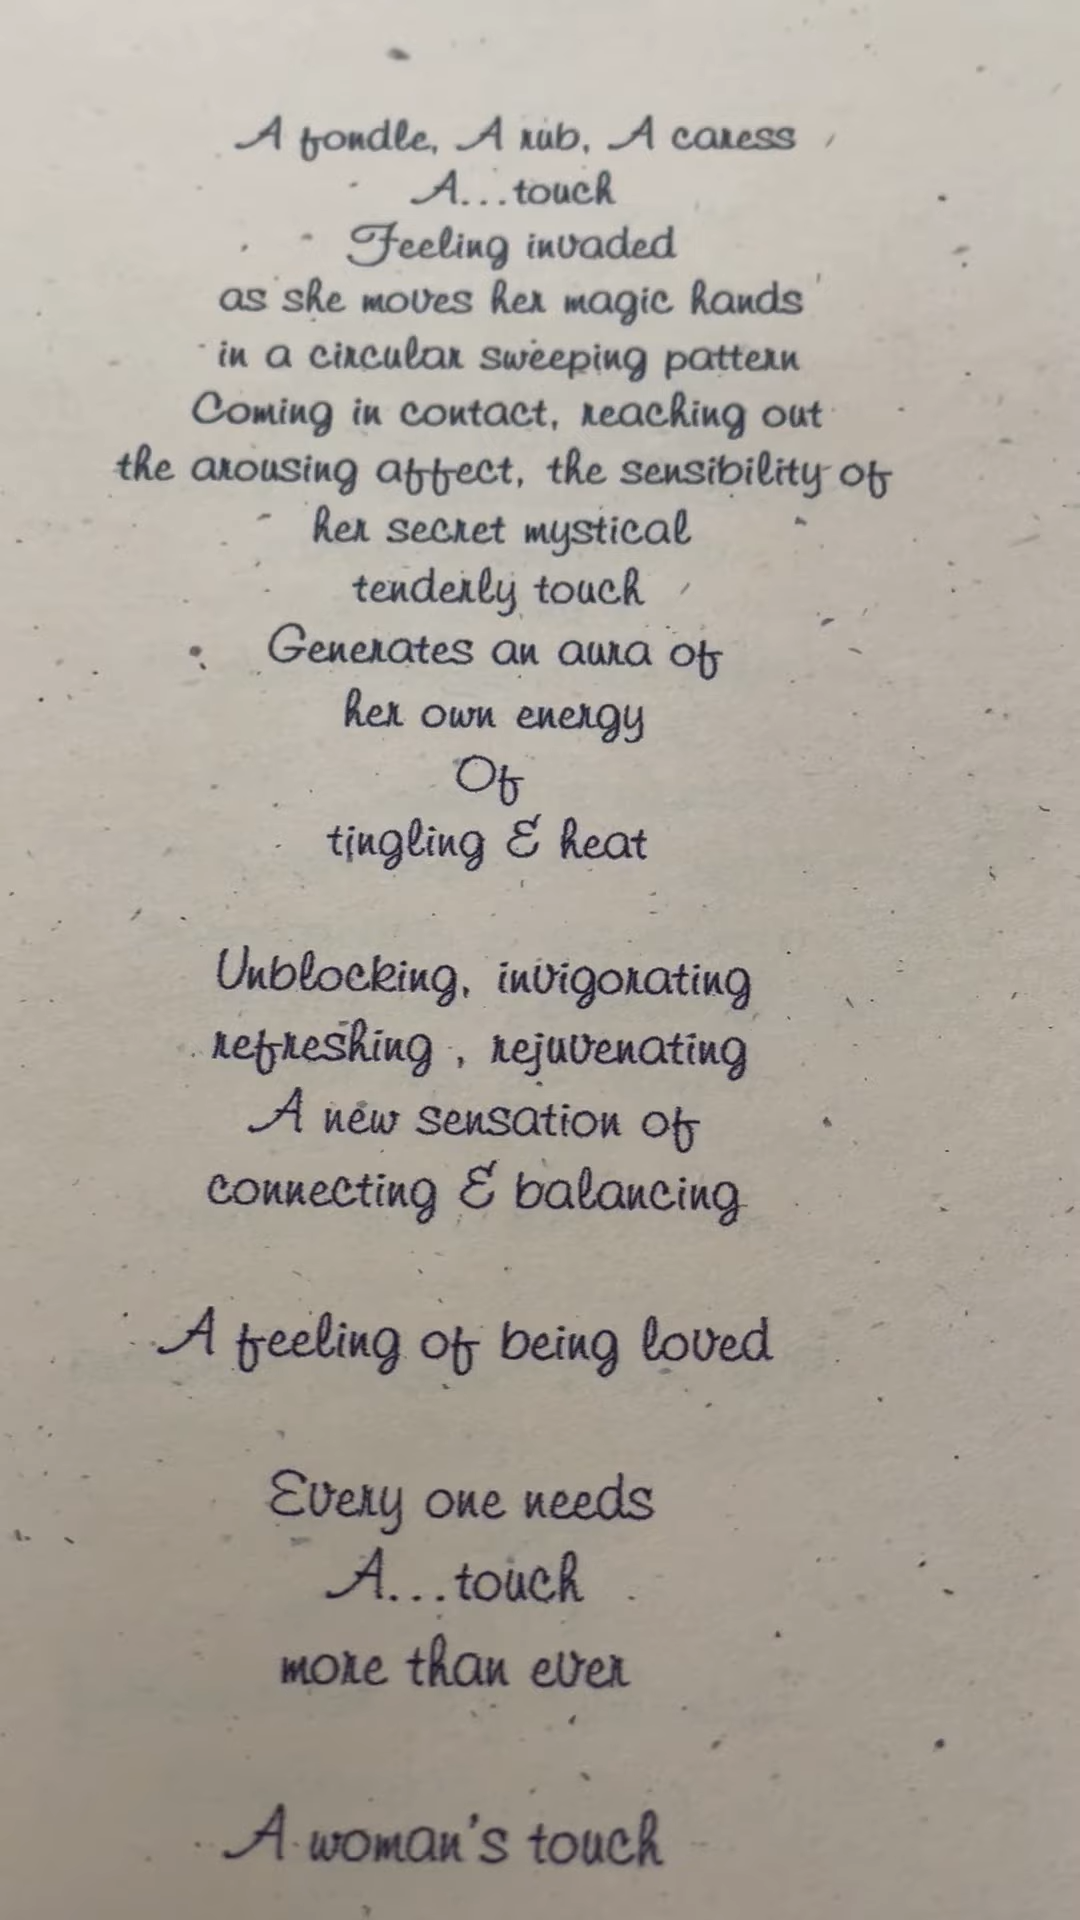 A fondle, A rub, A caress
A...touch
Feeling invaded
as she moves her magic hands
in a circular sweeping pattern
Coming in contact, reaching out
the arousing affect, the sensibility of
her secret mystical
tenderly touch
Generates an aura of
her own energy
Of
tingling & heat
Unblocking, invigorating
refreshing , rejuvenating
A new sensation of
connecting & balancing
A feeling of being loved
Every one needs
A...touch
more than ever
A woman's touch